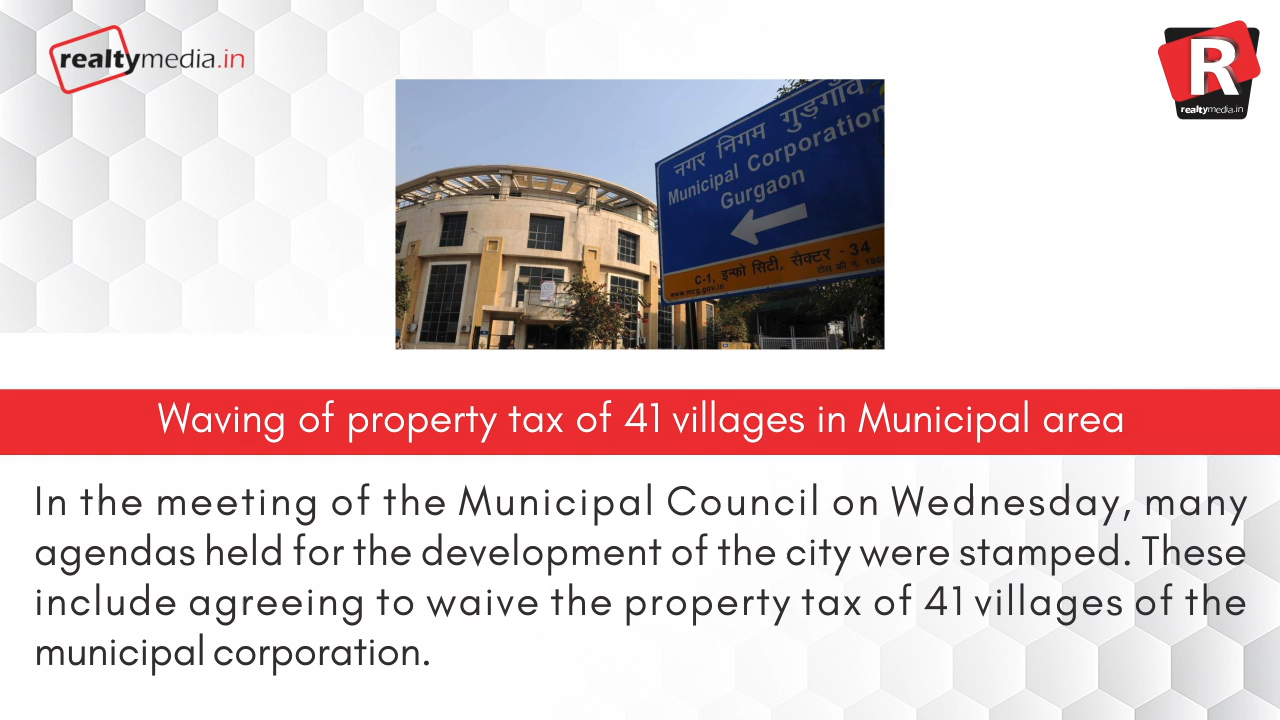 realtymedia.in
R
realtymedia.in
नगर निगम गुड़गाँव
Municipal Corporation
Gurgaon
C-1, इन्फो सिटी, सैक्टर - 34
टोल फ्री नं.
www.mcg.gov.in
Waving of property tax of 41 villages in Municipal area
In the meeting of the Municipal Council on Wednesday, many
agendas held for the development of the city were stamped. These
include agreeing to waive the property tax of 41 villages of the
municipal corporation.